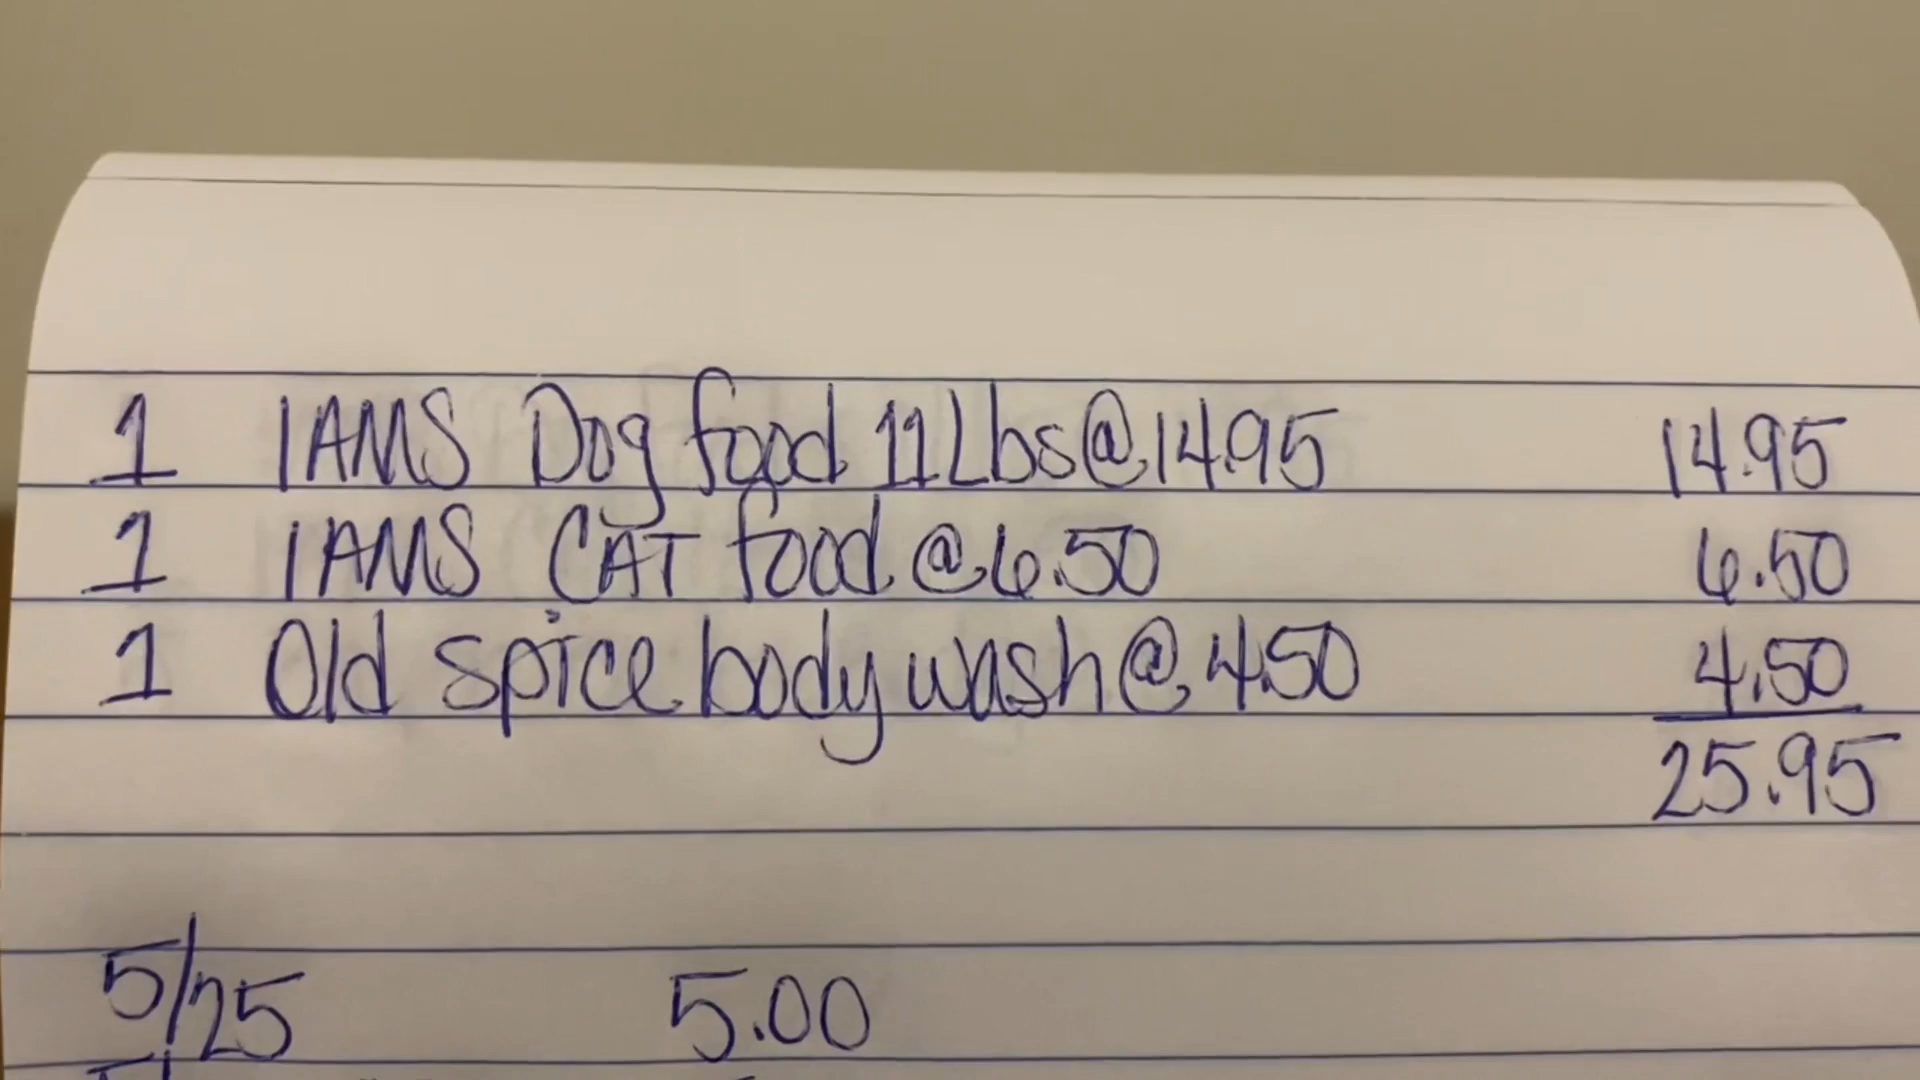 1 IAMS Dog food 11Lbs@14.95 14.95
1 IAMS CAT food @6.50 6.50
1 Old spice body wash@4.50 4.50
25.95
5/25 5.00